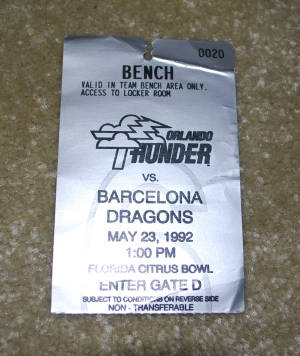 0020
BENCH
VALID IN TEAM BENCH AREA ONLY.
ACCESS TO LOCKER ROOM
ORLANDO
THUNDER
VS.
BARCELONA
DRAGONS
MAY 23, 1992
1:00 PM
FLORIDA CITRUS BOWL
ENTER GATE D
SUBJECT TO CONDITIONS ON REVERSE SIDE
NON - TRANSFERABLE